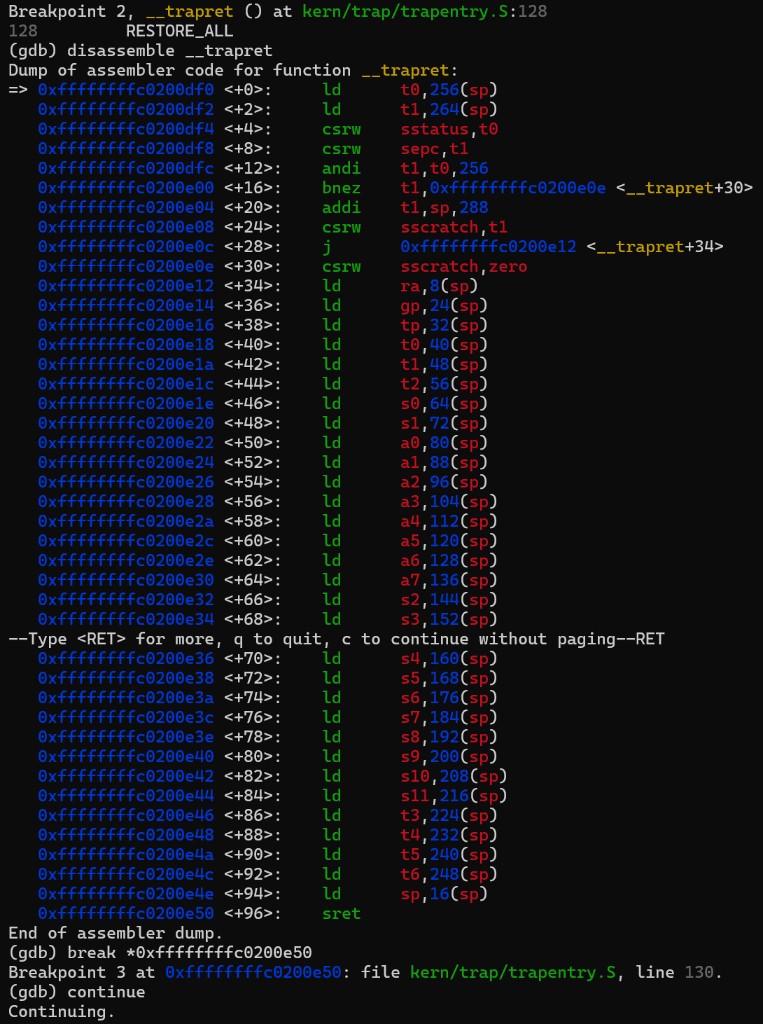 Breakpoint 2, __trapret () at kern/trap/trapentry.S:128
128         RESTORE_ALL
(gdb) disassemble __trapret
Dump of assembler code for function __trapret:
=> 0xffffffffc0200df0 <+0>:     ld      t0,256(sp)
   0xffffffffc0200df2 <+2>:     ld      t1,264(sp)
   0xffffffffc0200df4 <+4>:     csrw    sstatus,t0
   0xffffffffc0200df8 <+8>:     csrw    sepc,t1
   0xffffffffc0200dfc <+12>:    andi    t1,t0,256
   0xffffffffc0200e00 <+16>:    bnez    t1,0xffffffffc0200e0e <__trapret+30>
   0xffffffffc0200e04 <+20>:    addi    t1,sp,288
   0xffffffffc0200e08 <+24>:    csrw    sscratch,t1
   0xffffffffc0200e0c <+28>:    j       0xffffffffc0200e12 <__trapret+34>
   0xffffffffc0200e0e <+30>:    csrw    sscratch,zero
   0xffffffffc0200e12 <+34>:    ld      ra,8(sp)
   0xffffffffc0200e14 <+36>:    ld      gp,24(sp)
   0xffffffffc0200e16 <+38>:    ld      tp,32(sp)
   0xffffffffc0200e18 <+40>:    ld      t0,40(sp)
   0xffffffffc0200e1a <+42>:    ld      t1,48(sp)
   0xffffffffc0200e1c <+44>:    ld      t2,56(sp)
   0xffffffffc0200e1e <+46>:    ld      s0,64(sp)
   0xffffffffc0200e20 <+48>:    ld      s1,72(sp)
   0xffffffffc0200e22 <+50>:    ld      a0,80(sp)
   0xffffffffc0200e24 <+52>:    ld      a1,88(sp)
   0xffffffffc0200e26 <+54>:    ld      a2,96(sp)
   0xffffffffc0200e28 <+56>:    ld      a3,104(sp)
   0xffffffffc0200e2a <+58>:    ld      a4,112(sp)
   0xffffffffc0200e2c <+60>:    ld      a5,120(sp)
   0xffffffffc0200e2e <+62>:    ld      a6,128(sp)
   0xffffffffc0200e30 <+64>:    ld      a7,136(sp)
   0xffffffffc0200e32 <+66>:    ld      s2,144(sp)
   0xffffffffc0200e34 <+68>:    ld      s3,152(sp)
--Type <RET> for more, q to quit, c to continue without paging--RET
   0xffffffffc0200e36 <+70>:    ld      s4,160(sp)
   0xffffffffc0200e38 <+72>:    ld      s5,168(sp)
   0xffffffffc0200e3a <+74>:    ld      s6,176(sp)
   0xffffffffc0200e3c <+76>:    ld      s7,184(sp)
   0xffffffffc0200e3e <+78>:    ld      s8,192(sp)
   0xffffffffc0200e40 <+80>:    ld      s9,200(sp)
   0xffffffffc0200e42 <+82>:    ld      s10,208(sp)
   0xffffffffc0200e44 <+84>:    ld      s11,216(sp)
   0xffffffffc0200e46 <+86>:    ld      t3,224(sp)
   0xffffffffc0200e48 <+88>:    ld      t4,232(sp)
   0xffffffffc0200e4a <+90>:    ld      t5,240(sp)
   0xffffffffc0200e4c <+92>:    ld      t6,248(sp)
   0xffffffffc0200e4e <+94>:    ld      sp,16(sp)
   0xffffffffc0200e50 <+96>:    sret
End of assembler dump.
(gdb) break *0xffffffffc0200e50
Breakpoint 3 at 0xffffffffc0200e50: file kern/trap/trapentry.S, line 130.
(gdb) continue
Continuing.